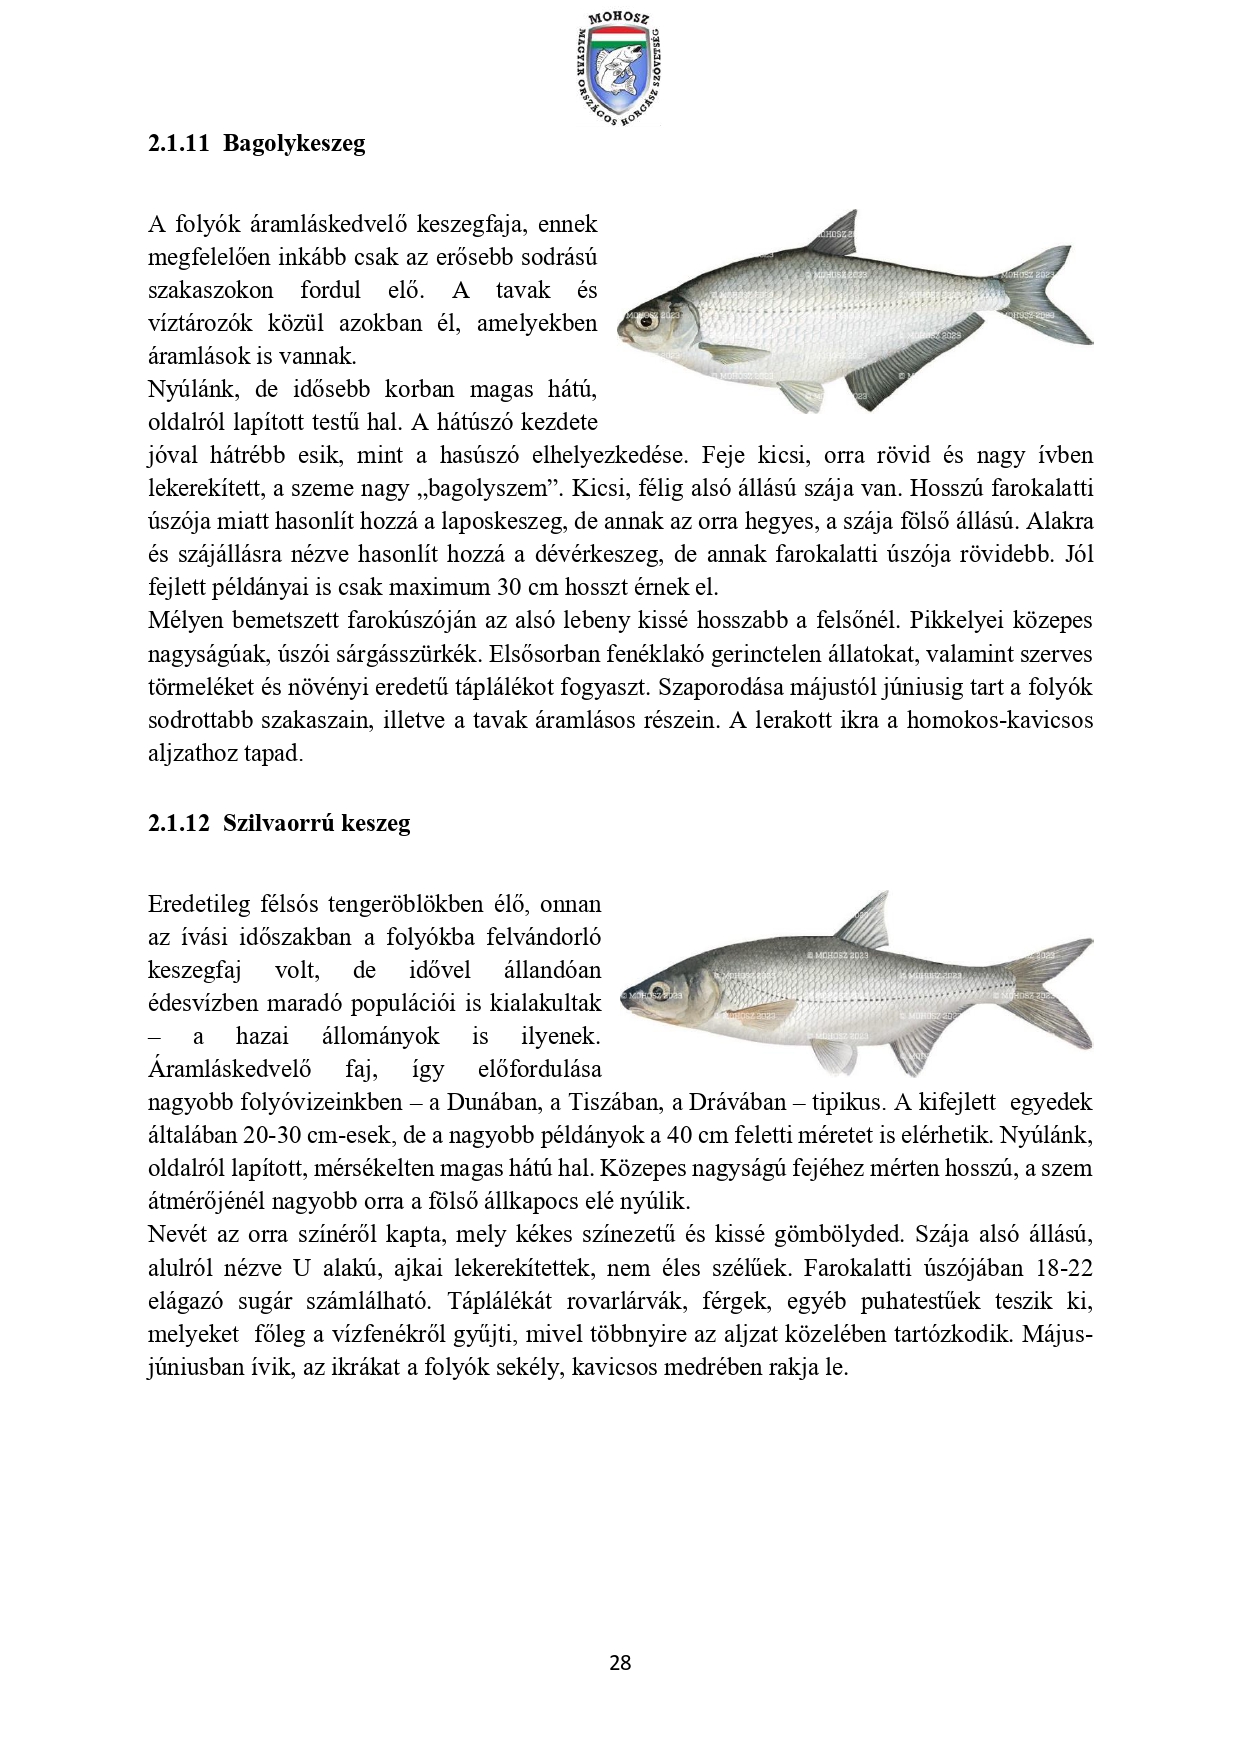 MOHOSZ
MAGYAR ORSZÁGOS HORGÁSZ SZÖVETSÉG
2.1.11 Bagolykeszeg
A folyók áramláskedvelő keszegfaja, ennek
megfelelően inkább csak az erősebb sodrású
szakaszokon fordul elő. A tavak és
víztározók közül azokban él, amelyekben
áramlások is vannak.
Nyúlánk, de idősebb korban magas hátú,
oldalról lapított testű hal. A hátúszó kezdete
jóval hátrébb esik, mint a hasúszó elhelyezkedése. Feje kicsi, orra rövid és nagy ívben
lekerekített, a szeme nagy „bagolyszem”. Kicsi, félig alsó állású szája van. Hosszú farokalatti
úszója miatt hasonlít hozzá a laposkeszeg, de annak az orra hegyes, a szája fölső állású. Alakra
és szájállásra nézve hasonlít hozzá a dévérkeszeg, de annak farokalatti úszója rövidebb. Jól
fejlett példányai is csak maximum 30 cm hosszt érnek el.
Mélyen bemetszett farokúszóján az alsó lebeny kissé hosszabb a felsőnél. Pikkelyei közepes
nagyságúak, úszói sárgásszürkék. Elsősorban fenéklakó gerinctelen állatokat, valamint szerves
törmeléket és növényi eredetű táplálékot fogyaszt. Szaporodása májustól júniusig tart a folyók
sodrottabb szakaszain, illetve a tavak áramlásos részein. A lerakott ikra a homokos-kavicsos
aljzathoz tapad.
© MOHOSZ 2023
2.1.12 Szilvaorrú keszeg
Eredetileg félsós tengeröblökben élő, onnan
az ívási időszakban a folyókba felvándorló
keszegfaj volt, de idővel állandóan
édesvízben maradó populációi is kialakultak
– a hazai állományok is ilyenek.
Áramláskedvelő faj, így előfordulása
nagyobb folyóvizeinkben – a Dunában, a Tiszában, a Drávában – tipikus. A kifejlett egyedek
általában 20-30 cm-esek, de a nagyobb példányok a 40 cm feletti méretet is elérhetik. Nyúlánk,
oldalról lapított, mérsékelten magas hátú hal. Közepes nagyságú fejéhez mérten hosszú, a szem
átmérőjénél nagyobb orra a fölső állkapocs elé nyúlik.
Nevét az orra színéről kapta, mely kékes színezetű és kissé gömbölyded. Szája alsó állású,
alulról nézve U alakú, ajkai lekerekítettek, nem éles szélűek. Farokalatti úszójában 18-22
elágazó sugár számlálható. Táplálékát rovarlárvák, férgek, egyéb puhatestűek teszik ki,
melyeket főleg a vízfenékről gyűjti, mivel többnyire az aljzat közelében tartózkodik. Május-
júniusban ívik, az ikrákat a folyók sekély, kavicsos medrében rakja le.
© MOHOSZ 2023
28